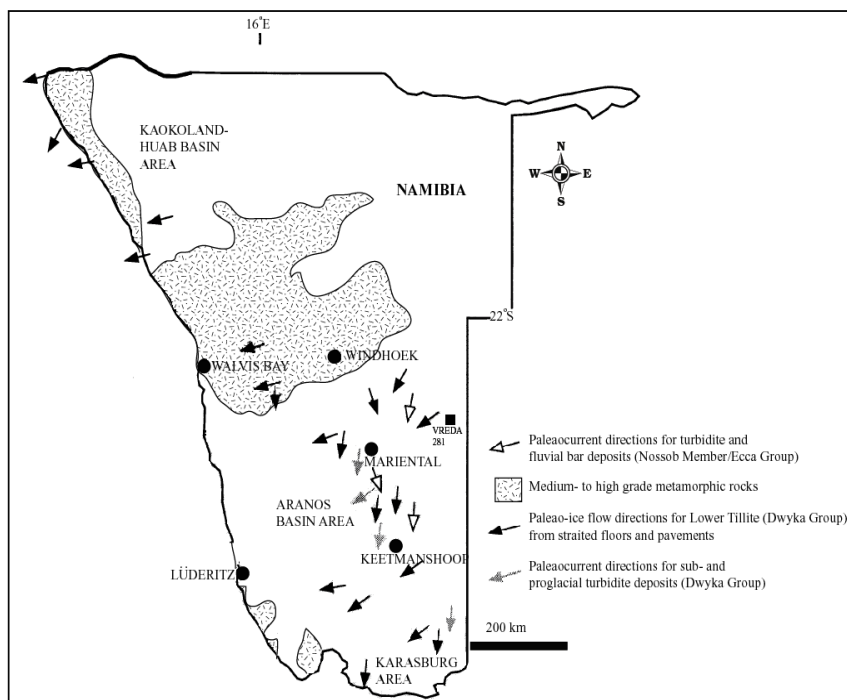 16°E
KAOKOLAND-
HUAB BASIN
AREA
NAMIBIA
N
W E
S
22°S
WINDHOEK
WALVIS BAY
VREDA
281
MARIENTAL
ARANOS
BASIN AREA
KEETMANSHOOP
LÜDERITZ
KARASBURG
AREA
Paleaocurrent directions for turbidite and
fluvial bar deposits (Nossob Member/Ecca Group)
Medium- to high grade metamorphic rocks
Paleao-ice flow directions for Lower Tillite (Dwyka Group)
from straited floors and pavements
Paleaocurrent directions for sub- and
proglacial turbidite deposits (Dwyka Group)
200 km